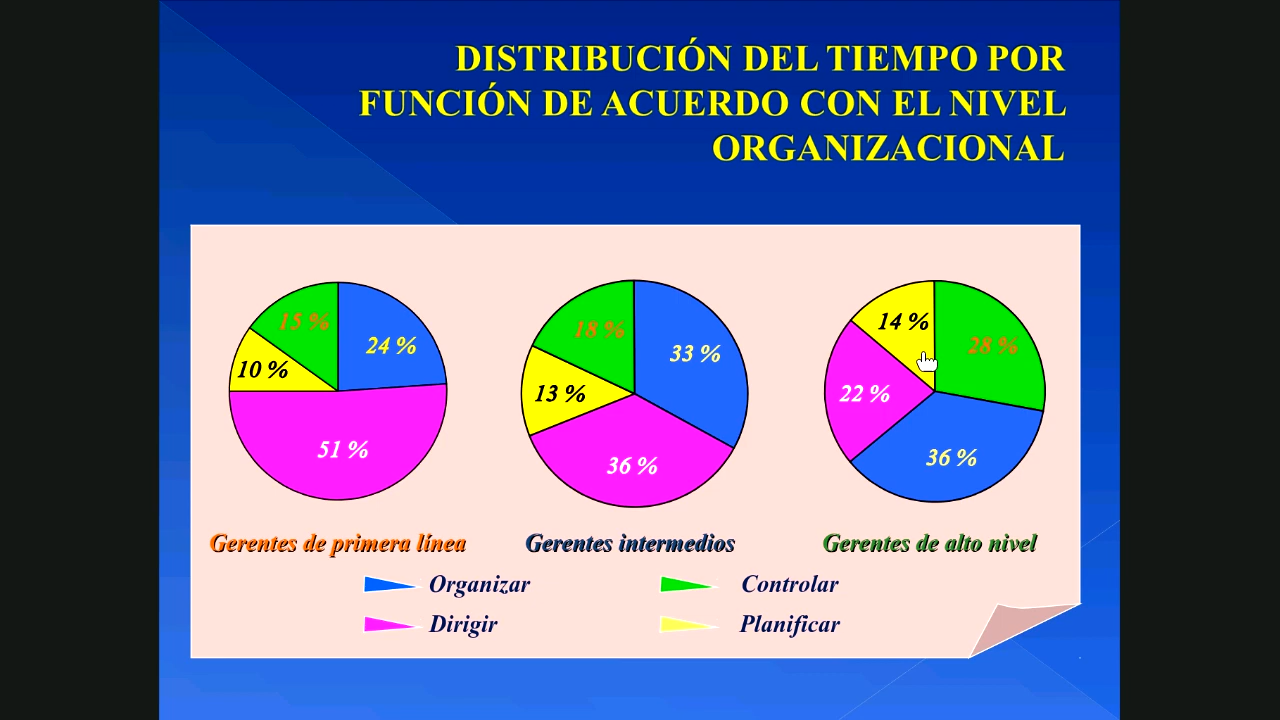 DISTRIBUCIÓN DEL TIEMPO POR
FUNCIÓN DE ACUERDO CON EL NIVEL
ORGANIZACIONAL
15 %
24 %
10 %
51 %
18 %
33 %
13 %
36 %
14 %
28 %
22 %
36 %
Gerentes de primera línea
Gerentes intermedios
Gerentes de alto nivel
Organizar
Controlar
Dirigir
Planificar